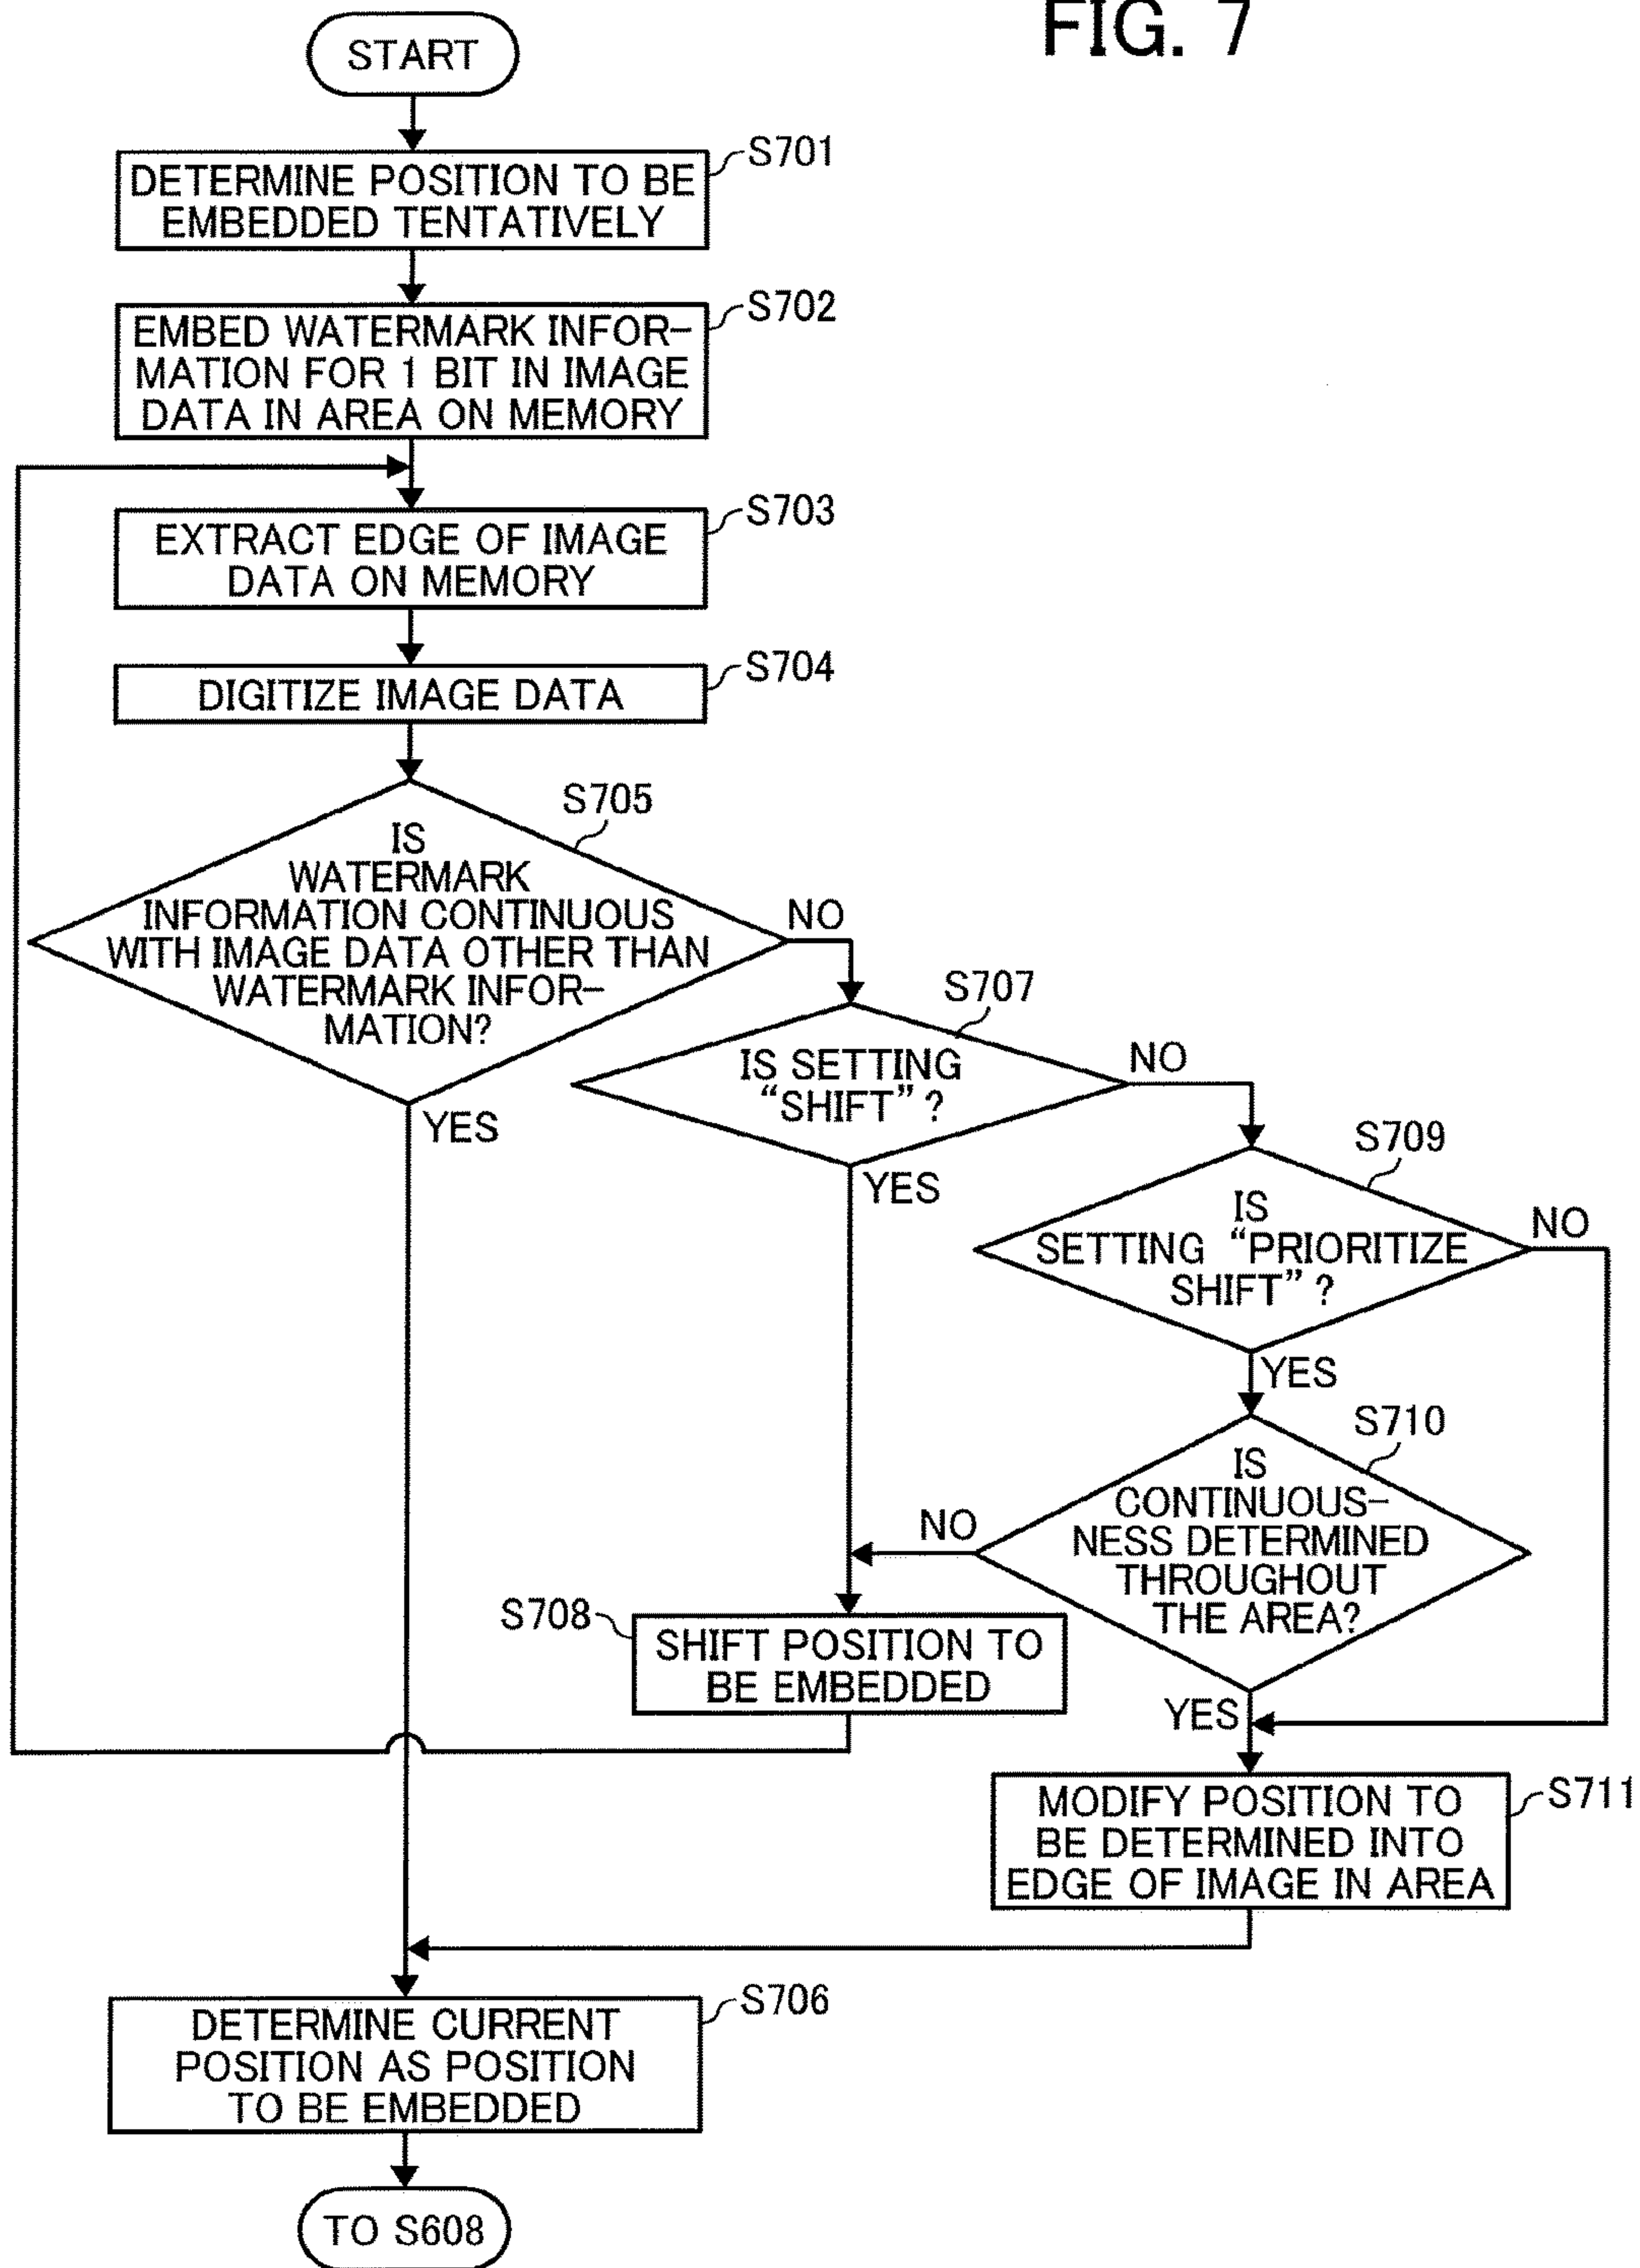 FIG. 7
START
S701
DETERMINE POSITION TO BE
EMBEDDED TENTATIVELY
S702
EMBED WATERMARK INFOR-
MATION FOR 1 BIT IN IMAGE
DATA IN AREA ON MEMORY
S703
EXTRACT EDGE OF IMAGE
DATA ON MEMORY
S704
DIGITIZE IMAGE DATA
S705
IS
WATERMARK
INFORMATION CONTINUOUS
WITH IMAGE DATA OTHER THAN
WATERMARK INFOR-
MATION?
NO
YES
S707
IS SETTING
“SHIFT”?
NO
YES
S709
IS
SETTING “PRIORITIZE
SHIFT”?
NO
YES
S710
IS
CONTINUOUS-
NESS DETERMINED
THROUGHOUT
THE AREA?
NO
YES
S708
SHIFT POSITION TO
BE EMBEDDED
S711
MODIFY POSITION TO
BE DETERMINED INTO
EDGE OF IMAGE IN AREA
S706
DETERMINE CURRENT
POSITION AS POSITION
TO BE EMBEDDED
TO S608